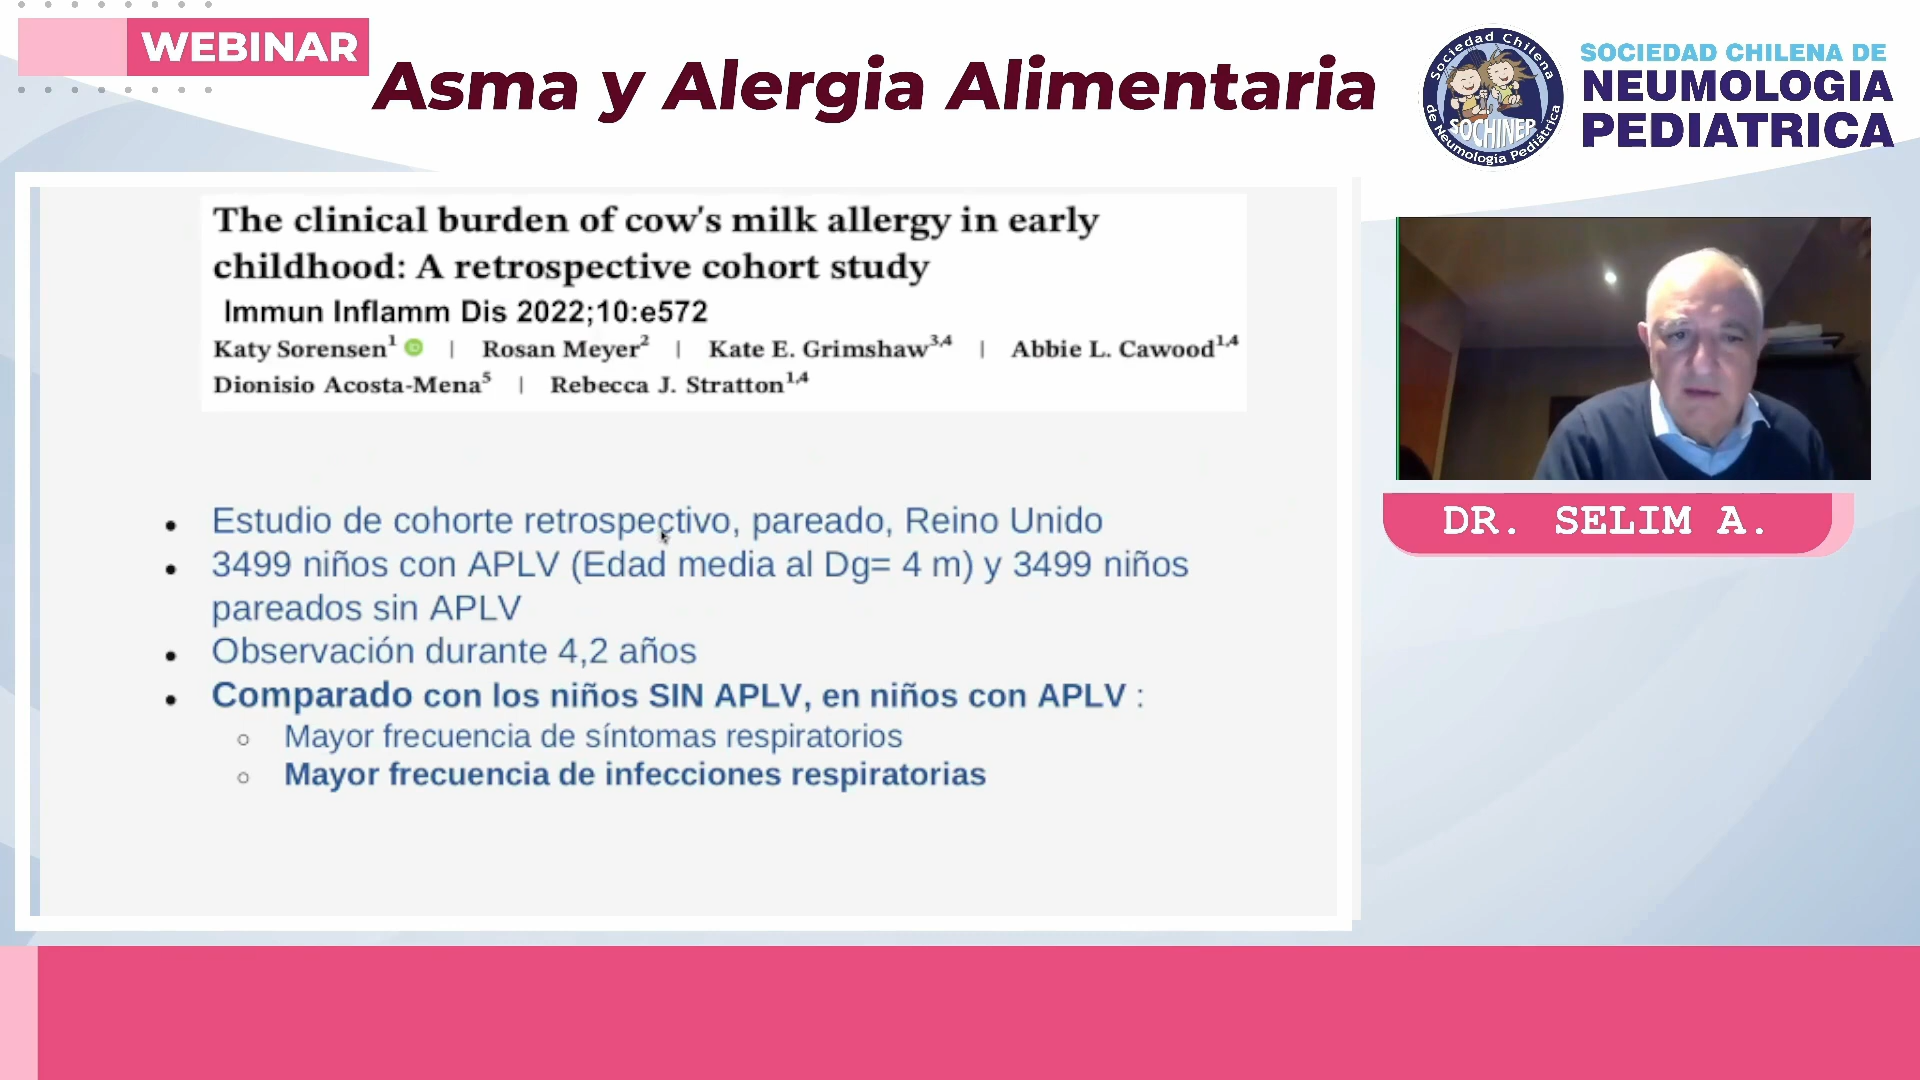 WEBINAR
Asma y Alergia Alimentaria
Sociedad Chilena
de Neumología Pediátrica
SOCHINEP
SOCIEDAD CHILENA DE
NEUMOLOGIA
PEDIATRICA
The clinical burden of cow's milk allergy in early
childhood: A retrospective cohort study
Immun Inflamm Dis 2022;10:e572
Katy Sorensen1 iD | Rosan Meyer2 | Kate E. Grimshaw3,4 | Abbie L. Cawood1,4
Dionisio Acosta-Mena5 | Rebecca J. Stratton1,4
• Estudio de cohorte retrospectivo, pareado, Reino Unido
• 3499 niños con APLV (Edad media al Dg= 4 m) y 3499 niños
pareados sin APLV
• Observación durante 4,2 años
• Comparado con los niños SIN APLV, en niños con APLV :
○ Mayor frecuencia de síntomas respiratorios
○ Mayor frecuencia de infecciones respiratorias
DR. SELIM A.